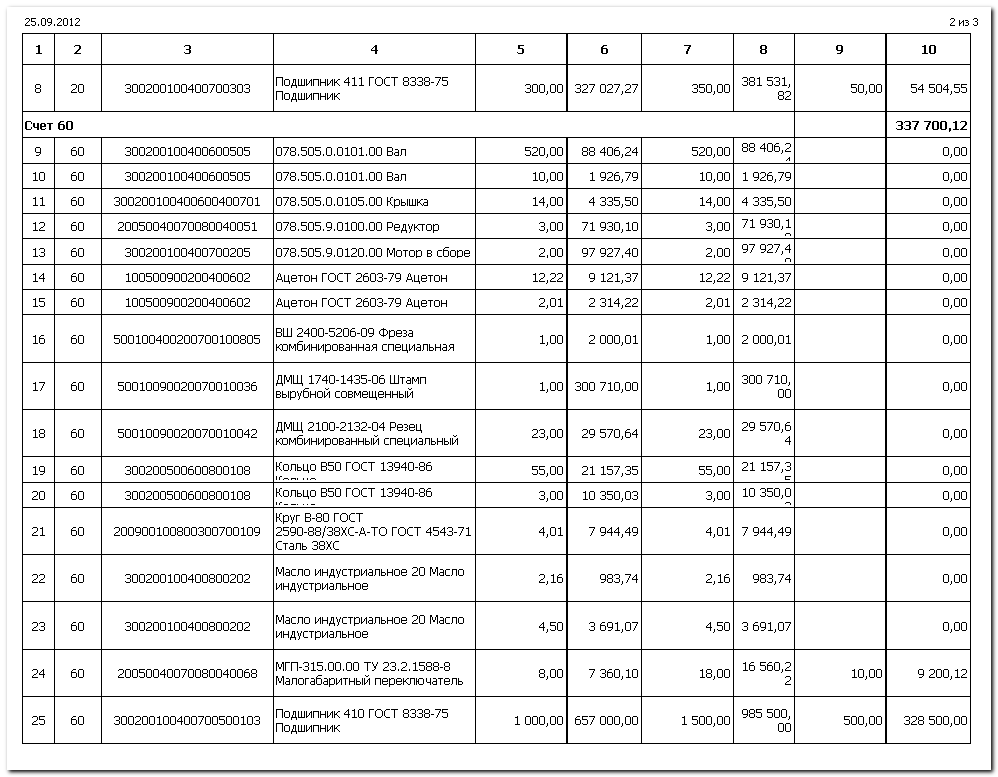 25.09.2012 2 из 3
1 2 3 4 5 6 7 8 9 10
8 20 300200100400700303 Подшипник 411 ГОСТ 8338-75 300,00 327 027,27 350,00 381 531, 50,00 54 504,55
Подшипник 82
Счет 60 337 700,12
9 60 300200100400600505 078.505.0.0101.00 Вал 520,00 88 406,24 520,00 88 406,2 0,00
10 60 300200100400600505 078.505.0.0101.00 Вал 10,00 1 926,79 10,00 1 926,79 0,00
11 60 300200100400600400701 078.505.0.0105.00 Крышка 14,00 4 335,50 14,00 4 335,50 0,00
12 60 20050040070080040051 078.505.9.0100.00 Редуктор 3,00 71 930,10 3,00 71 930,1 0,00
13 60 300200100400700205 078.505.9.0120.00 Мотор в сборе 2,00 97 927,40 2,00 97 927,4 0,00
14 60 100500900200400602 Ацетон ГОСТ 2603-79 Ацетон 12,22 9 121,37 12,22 9 121,37 0,00
15 60 100500900200400602 Ацетон ГОСТ 2603-79 Ацетон 2,01 2 314,22 2,01 2 314,22 0,00
16 60 500100400200700100805 ВШ 2400-5206-09 Фреза 1,00 2 000,01 1,00 2 000,01 0,00
комбинированная специальная
17 60 50010090020070010036 ДМЩ 1740-1435-06 Штамп 1,00 300 710,00 1,00 300 710, 0,00
вырубной совмещенный 00
18 60 50010090020070010042 ДМЩ 2100-2132-04 Резец 23,00 29 570,64 23,00 29 570,6 0,00
комбинированный специальный 4
19 60 300200500600800108 Кольцо В50 ГОСТ 13940-86 55,00 21 157,35 55,00 21 157,3 0,00
20 60 300200500600800108 Кольцо В50 ГОСТ 13940-86 3,00 10 350,03 3,00 10 350,0 0,00
21 60 200900100800300700109 Круг В-80 ГОСТ 4,01 7 944,49 4,01 7 944,49 0,00
2590-88/38ХС-А-ТО ГОСТ 4543-71
Сталь 38ХС
22 60 300200100400800202 Масло индустриальное 20 Масло 2,16 983,74 2,16 983,74 0,00
индустриальное
23 60 300200100400800202 Масло индустриальное 20 Масло 4,50 3 691,07 4,50 3 691,07 0,00
индустриальное
24 60 20050040070080040068 МГП-315.00.00 ТУ 23.2.1588-8 8,00 7 360,10 18,00 16 560,2 10,00 9 200,12
Малогабаритный переключатель 2
25 60 300200100400700500103 Подшипник 410 ГОСТ 8338-75 1 000,00 657 000,00 1 500,00 985 500, 500,00 328 500,00
Подшипник 00